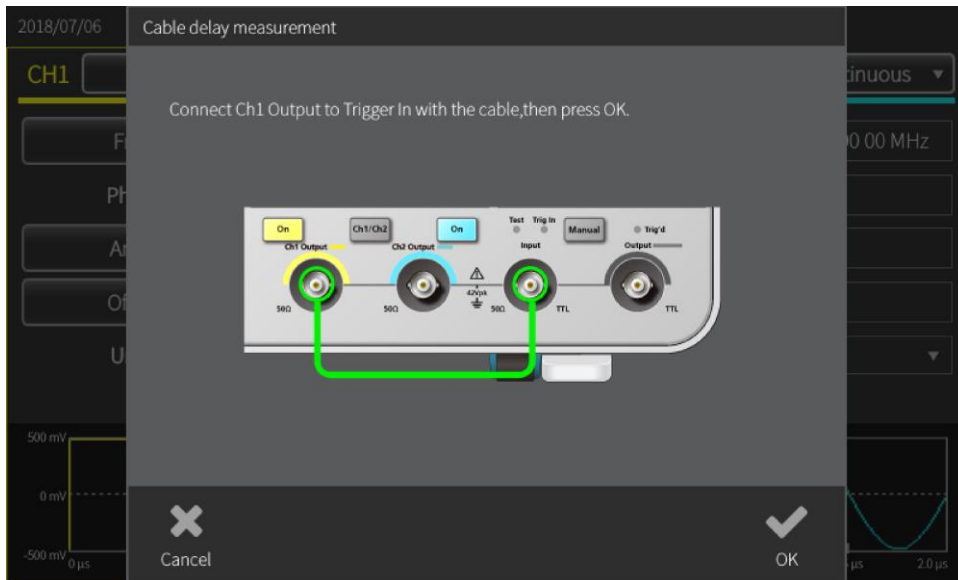 2018/07/06
Cable delay measurement
CH1
tinuous
Connect Ch1 Output to Trigger In with the cable,then press OK.
00 00 MHz
Ph
Of
On
Ch1/Ch2
On
Test Trig In
Manual
Trig'd
Ch1 Output
Ch2 Output
Input
Output
42Vpk
50Ω
50Ω
50Ω
TTL
TTL
U
500 mV
0 mV
-500 mV
0 µs
µs
2.0 µs
Cancel
OK